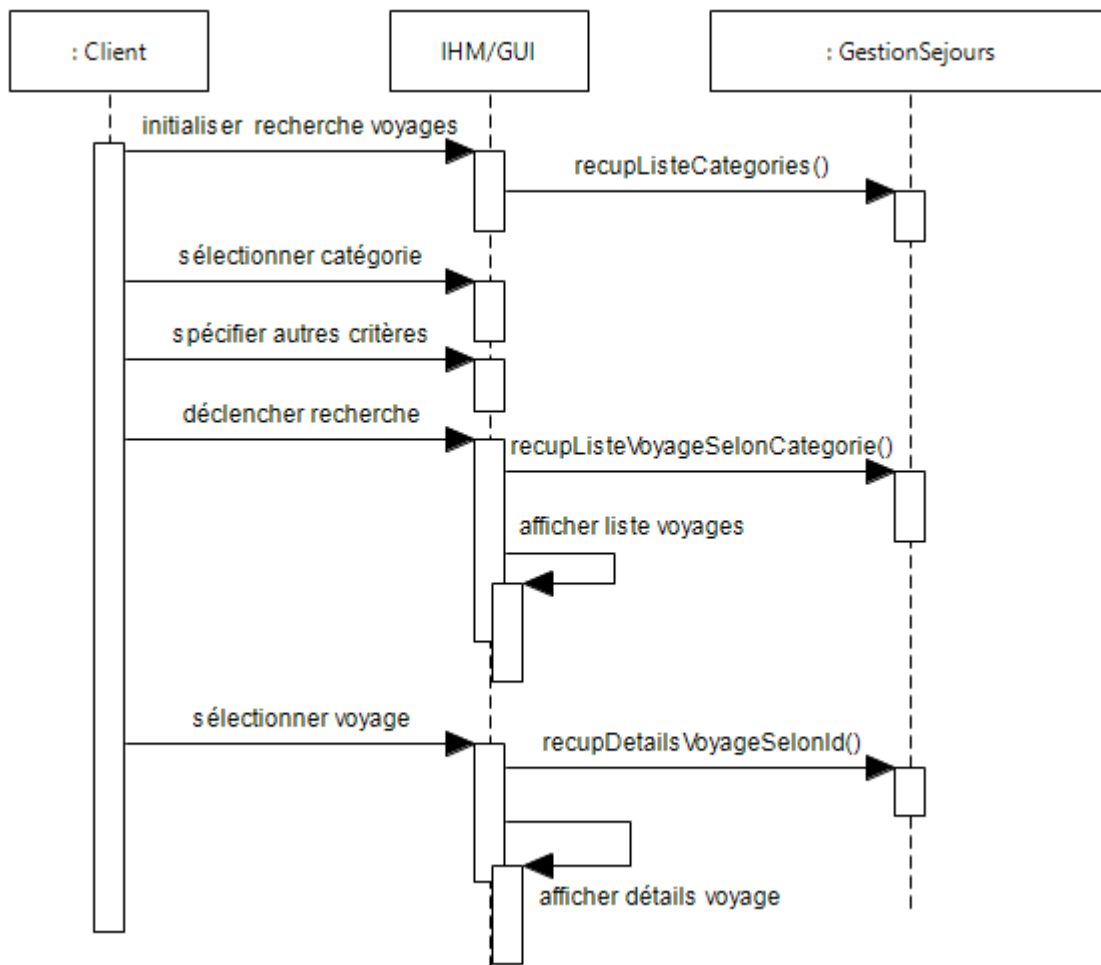 : Client
IHM/GUI
: GestionSejours
initialiser recherche voyages
recupListeCategories()
sélectionner catégorie
spécifier autres critères
déclencher recherche
recupListeVoyageSelonCategorie()
afficher liste voyages
sélectionner voyage
recupDetailsVoyageSelonId()
afficher détails voyage